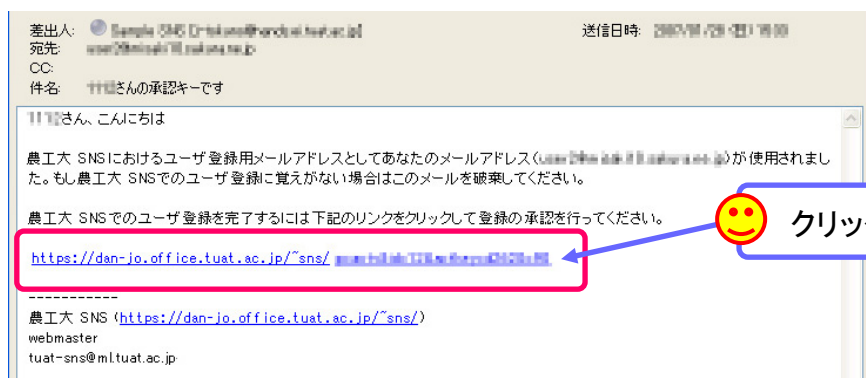 差出人: Sample SNS
送信日時:
宛先:
CC:
件名: さんの承認キーです
さん、こんにちは
農工大 SNSにおけるユーザ登録用メールアドレスとしてあなたのメールアドレス( )が使用されまし
た。もし農工大 SNSでのユーザ登録に覚えがない場合はこのメールを破棄してください。
農工大 SNSでのユーザ登録を完了するには下記のリンクをクリックして登録の承認を行ってください。
https://dan-jo.office.tuat.ac.jp/~sns/
クリッ
-----------
農工大 SNS (https://dan-jo.office.tuat.ac.jp/~sns/)
webmaster
tuat-sns@ml.tuat.ac.jp